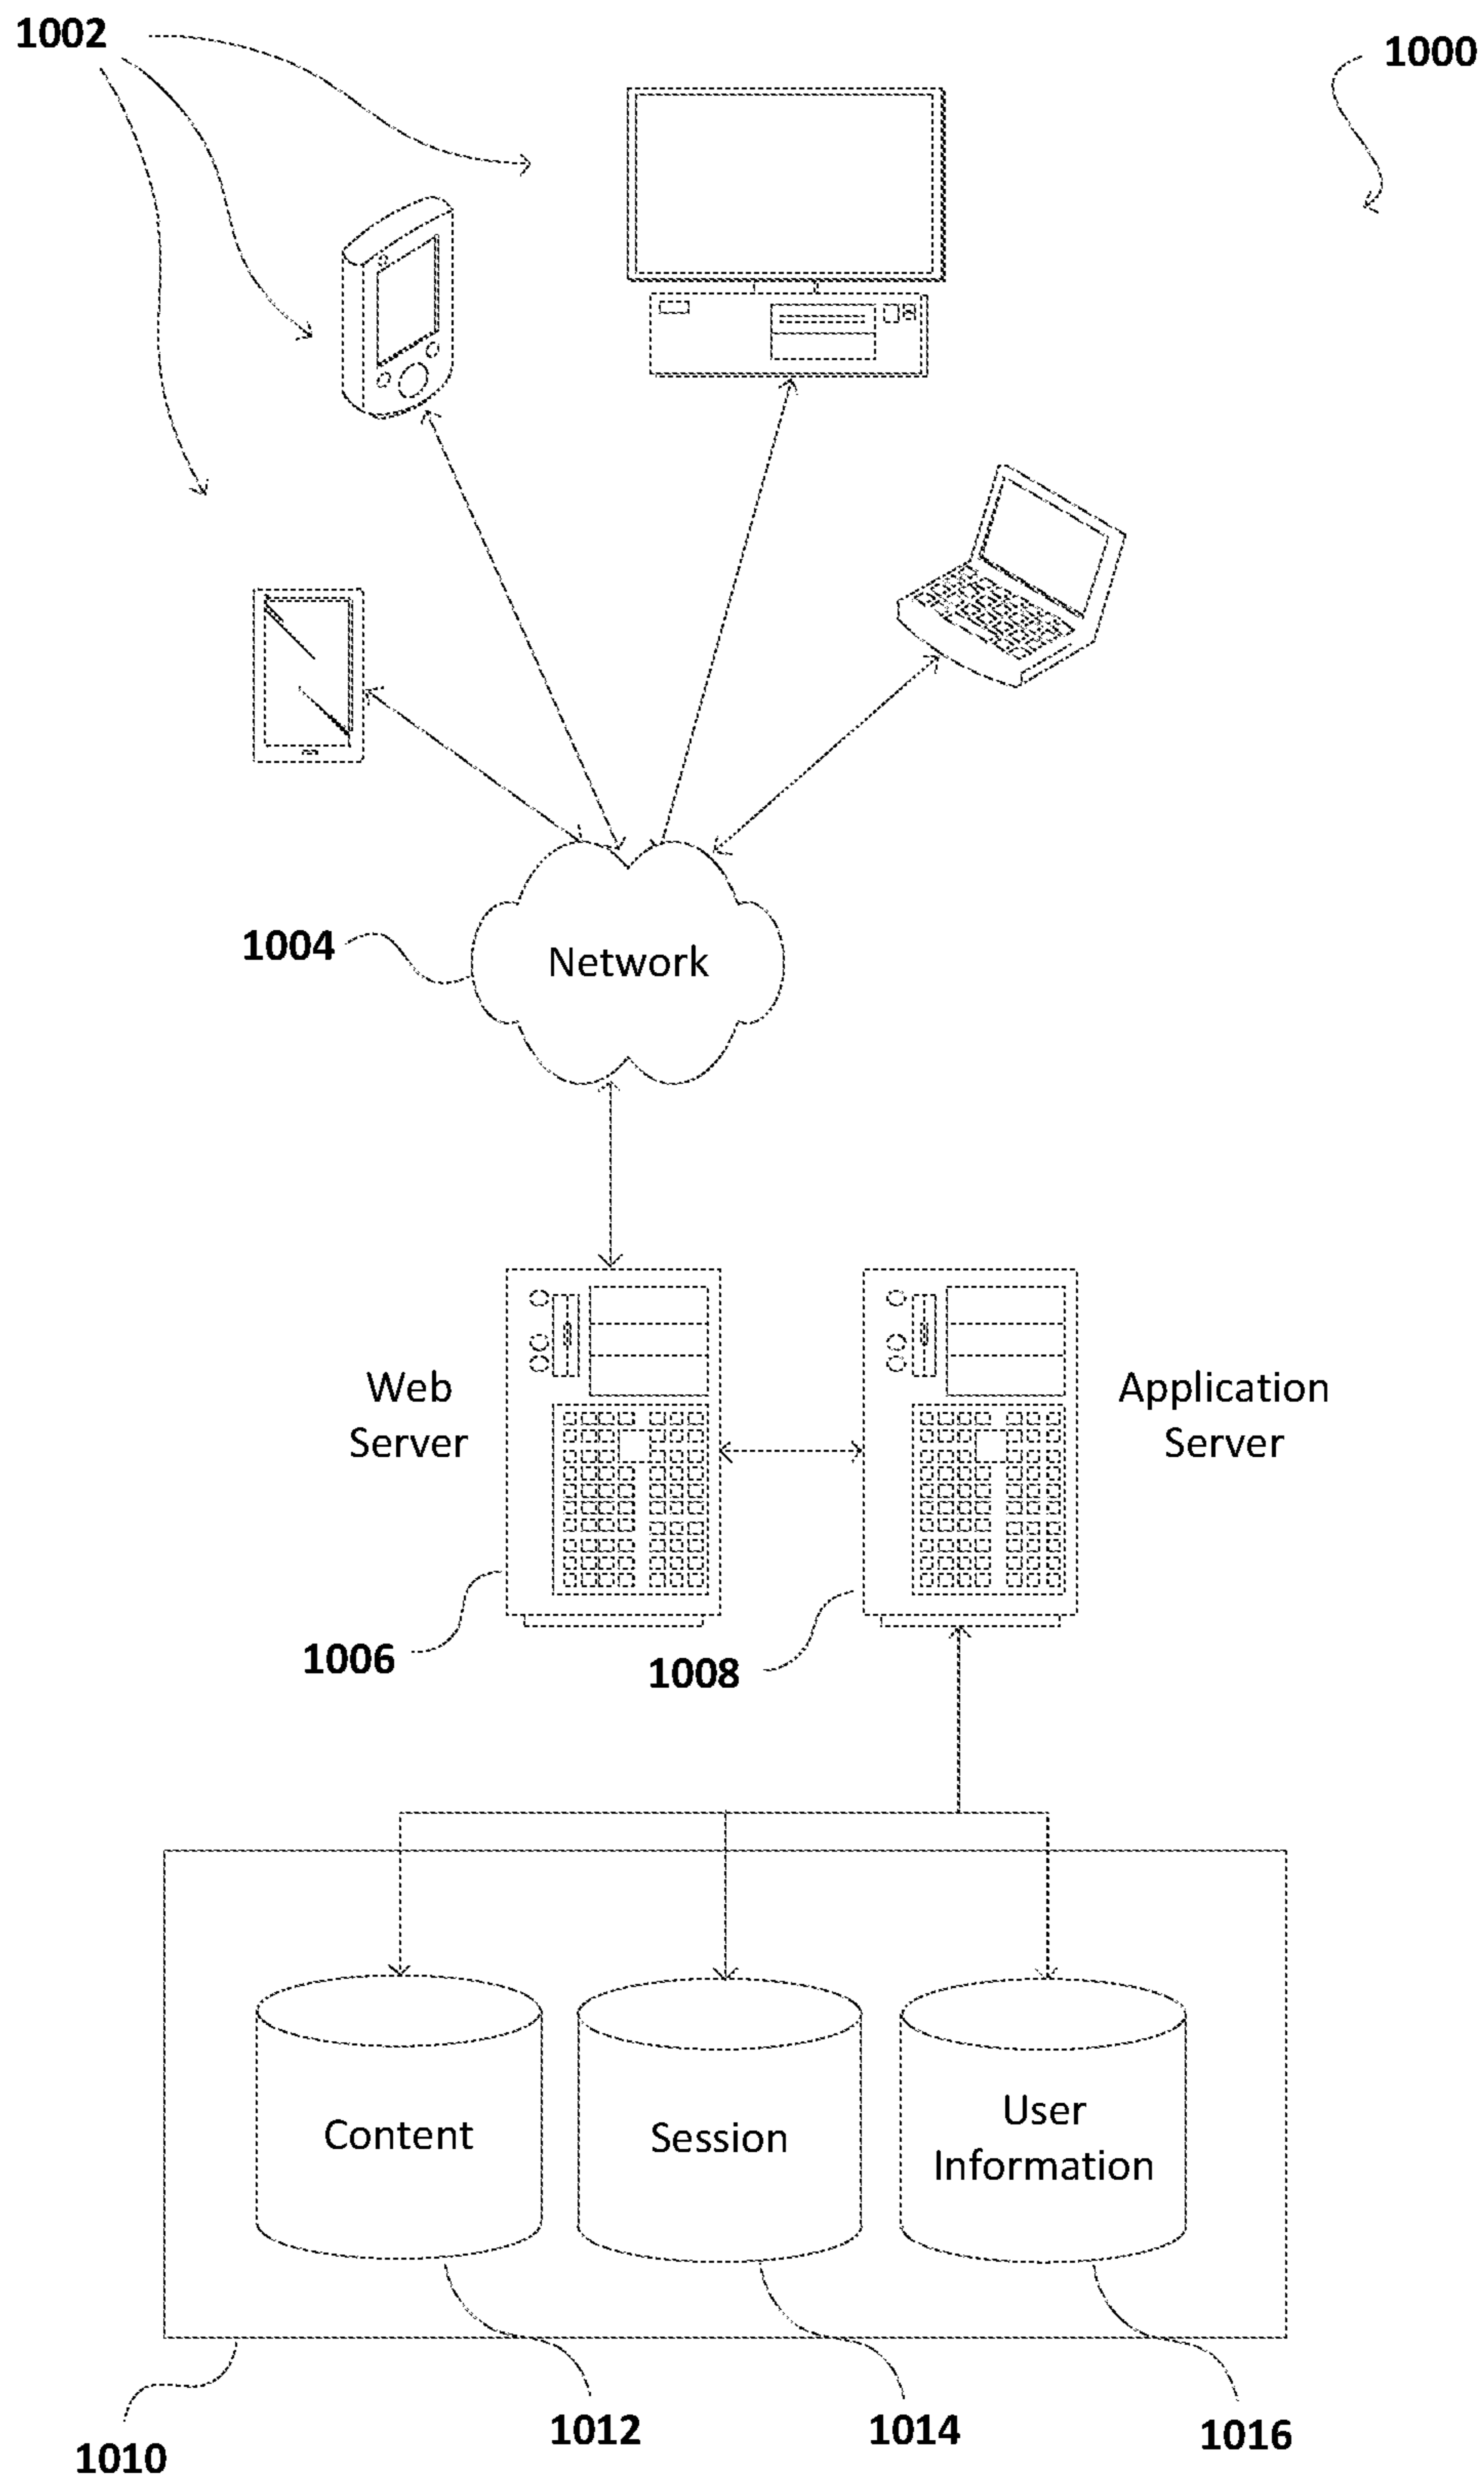 1002
1000
1004
Network
Web
Server
Application
Server
1006
1008
Content
Session
User
Information
1010
1012
1014
1016